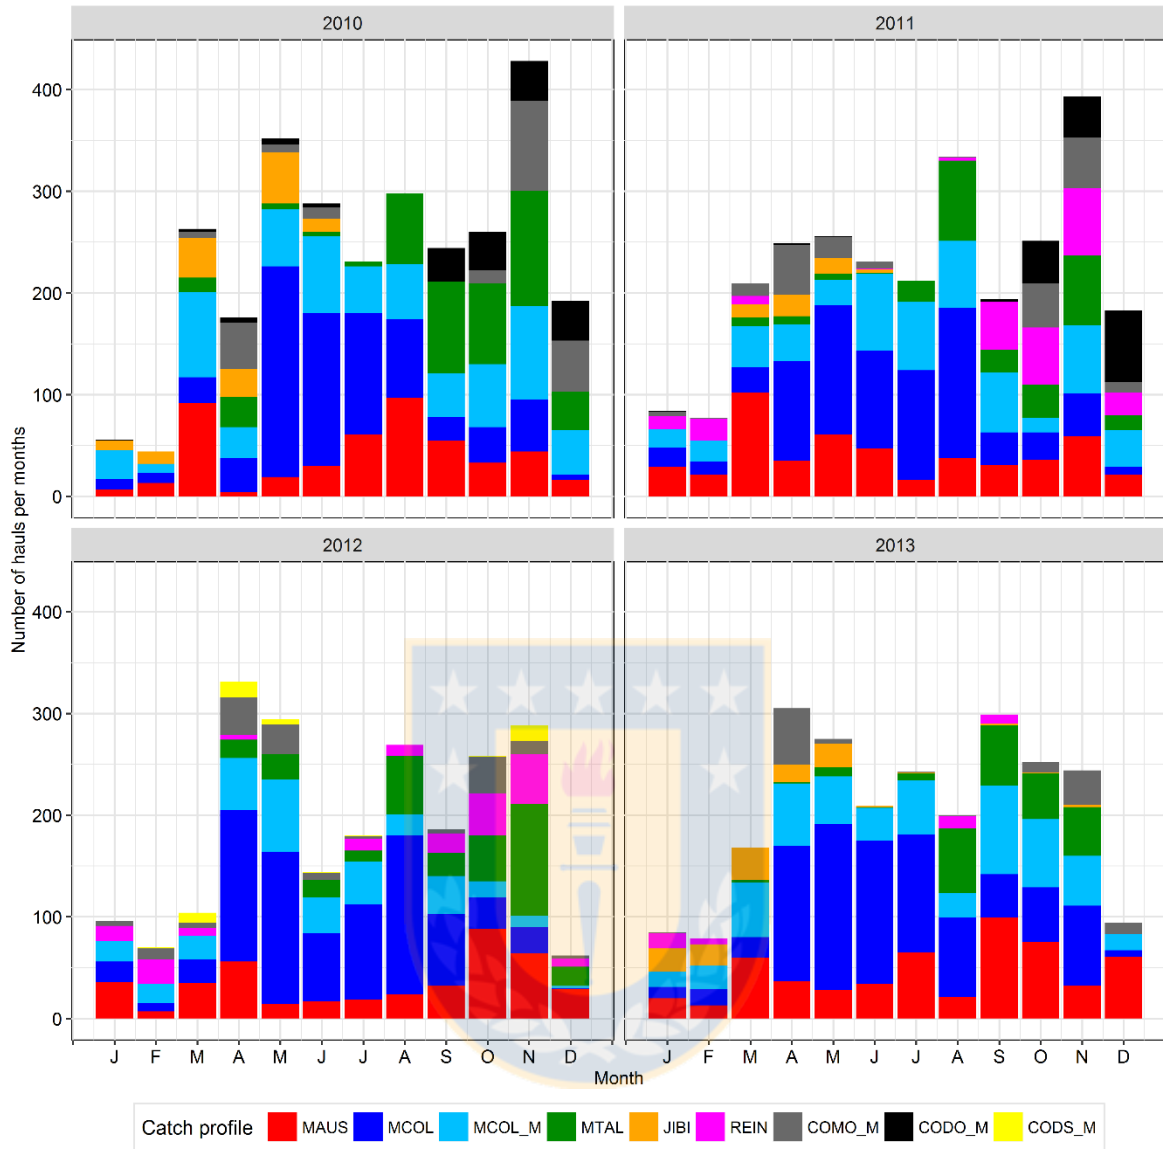 2010
2011
400
300
200
100
0
Number of hauls per months
2012
2013
400
300
200
100
0
J F M A M J J A S O N D
J F M A M J J A S O N D
Month
Catch profile MAUS MCOL MCOL_M MTAL JIBI REIN COMO_M CODO_M CODS_M